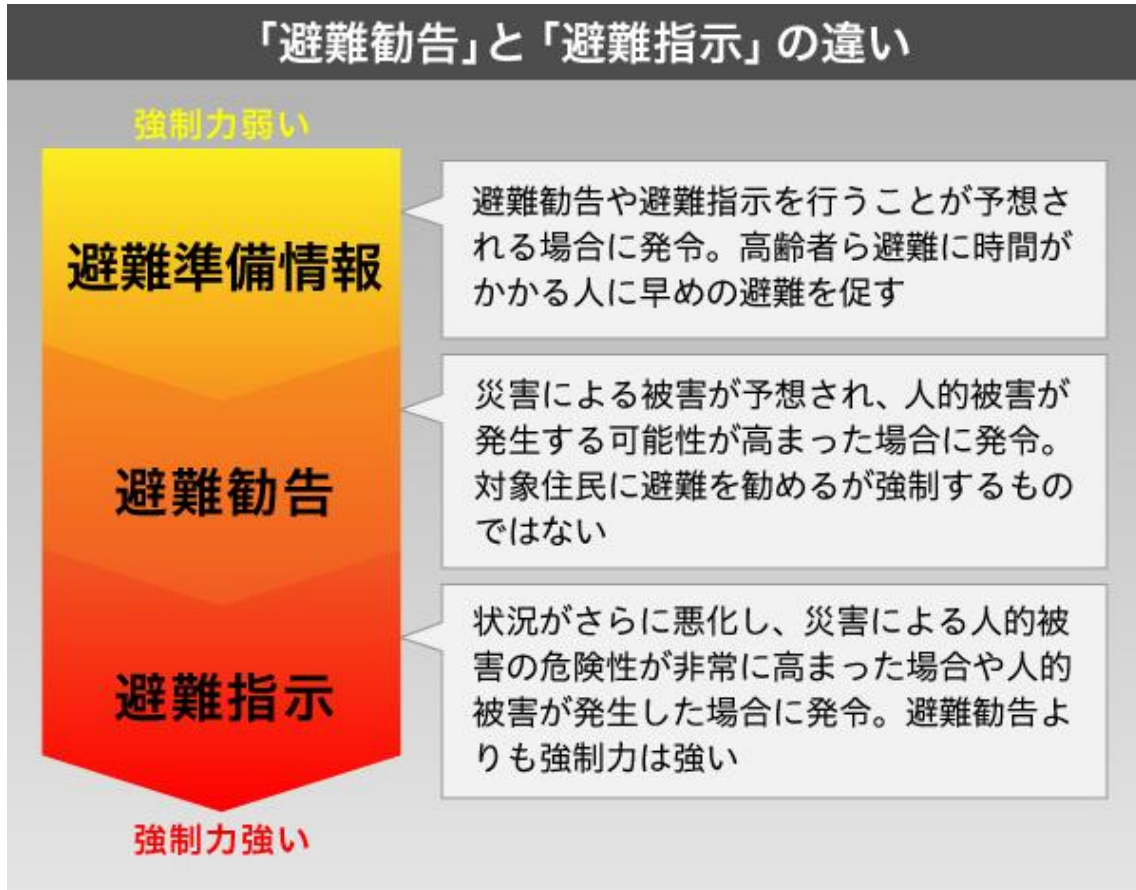 「避難勧告」と「避難指示」の違い
強制力弱い
避難準備情報
避難勧告や避難指示を行うことが予想さ
れる場合に発令。高齢者ら避難に時間が
かかる人に早めの避難を促す
避難勧告
災害による被害が予想され、人的被害が
発生する可能性が高まった場合に発令。
対象住民に避難を勧めるが強制するもの
ではない
避難指示
状況がさらに悪化し、災害による人的被
害の危険性が非常に高まった場合や人的
被害が発生した場合に発令。避難勧告よ
りも強制力は強い
強制力強い